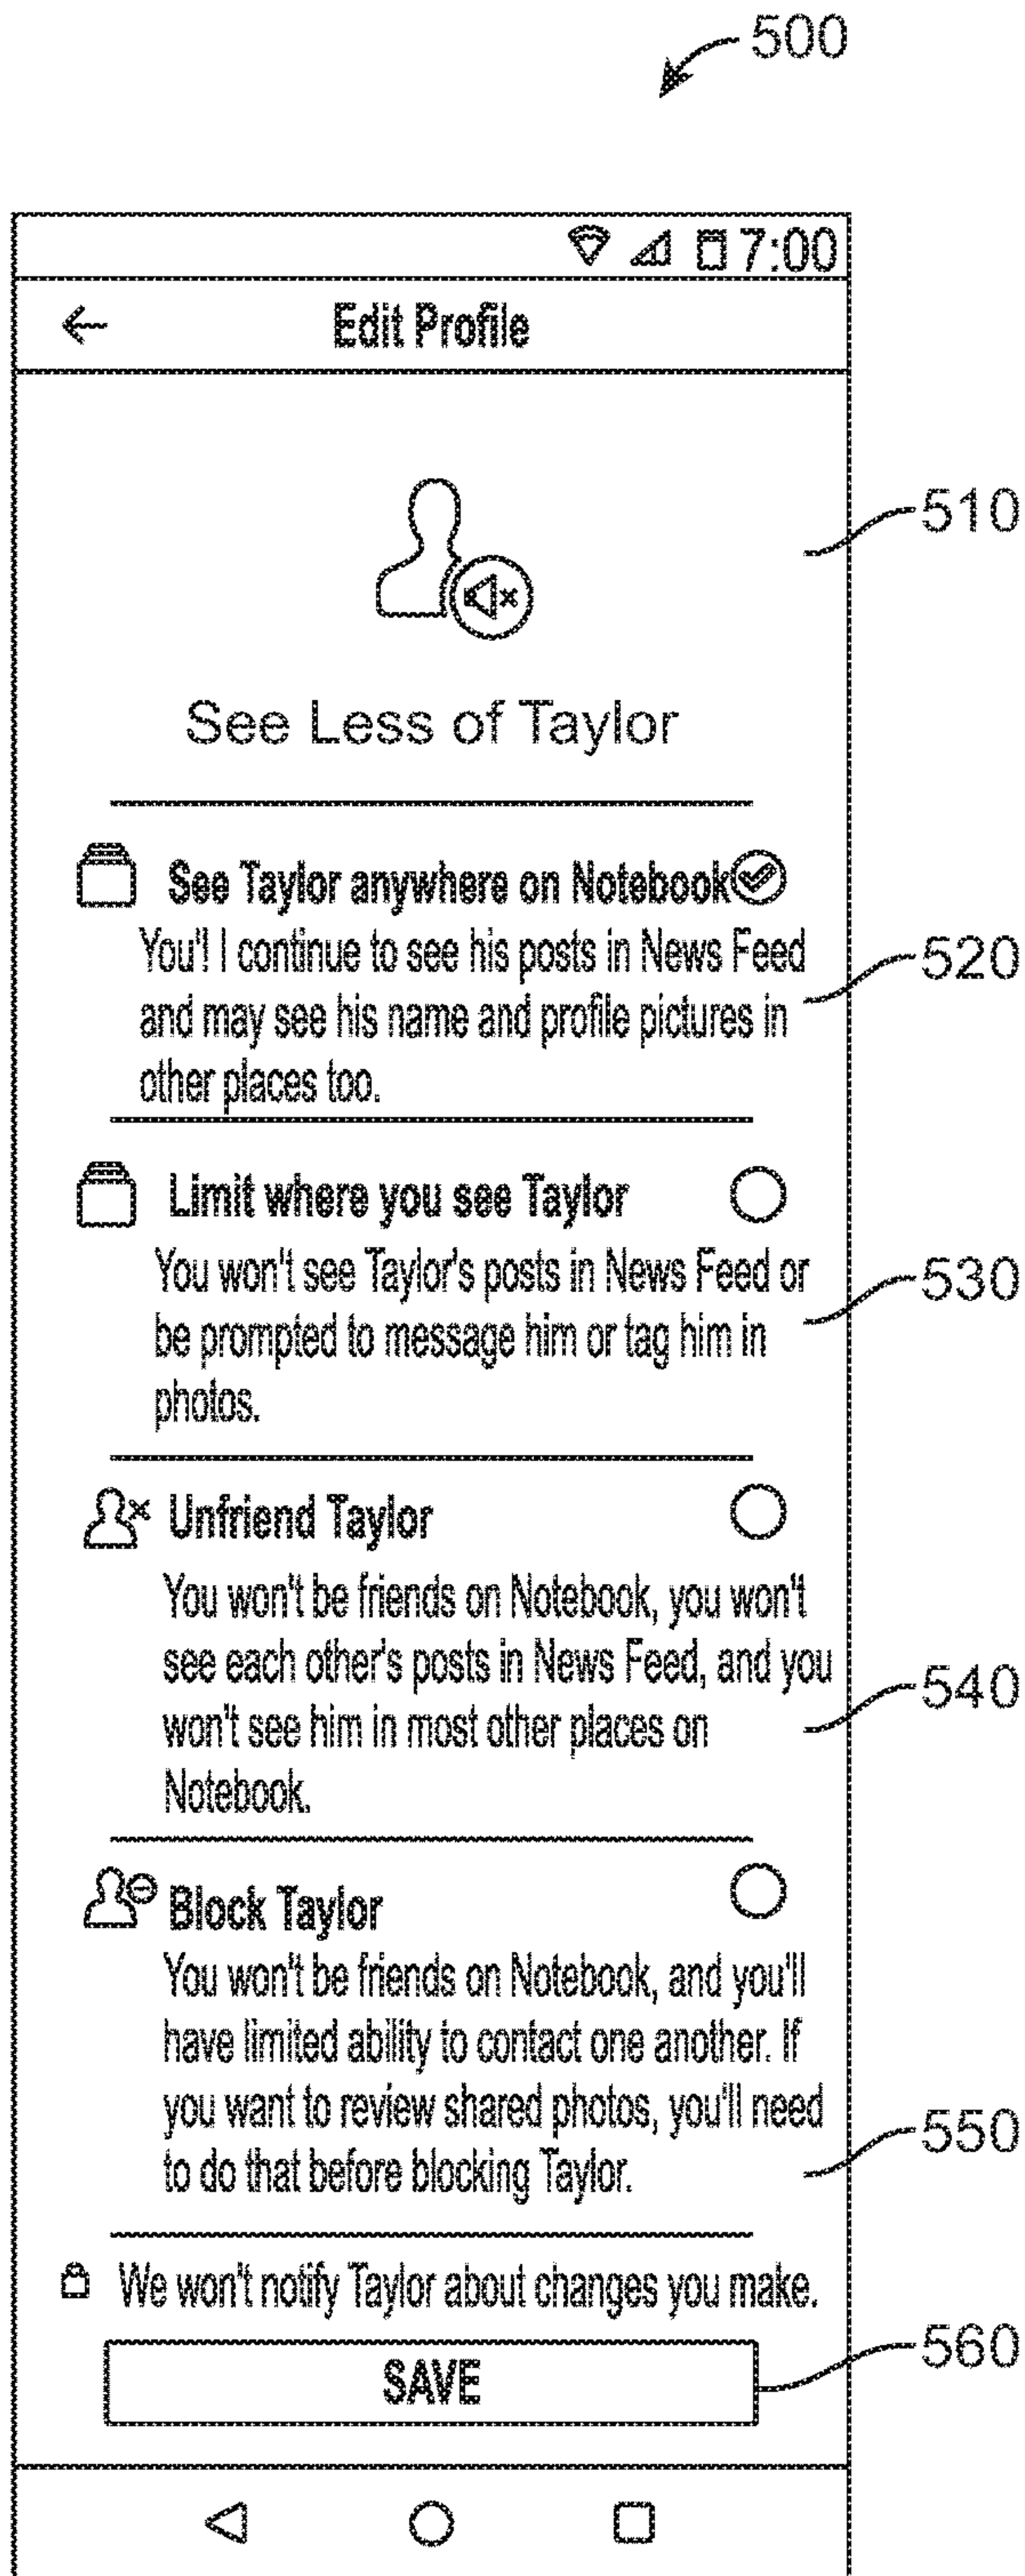 500
7:00
Edit Profile
510
See Less of Taylor
See Taylor anywhere on Notebook
You'! I continue to see his posts in News Feed
520
and may see his name and profile pictures in
other places too.
Limit where you see Taylor
You won't see Taylor's posts in News Feed or
530
be prompted to message him or tag him in
photos.
Unfriend Taylor
You won't be friends on Notebook, you won't
see each other's posts in News Feed, and you
540
won't see him in most other places on
Notebook.
Block Taylor
You won't be friends on Notebook, and you'll
have limited ability to contact one another. If
you want to review shared photos, you'll need
550
to do that before blocking Taylor.
We won't notify Taylor about changes you make.
560
SAVE